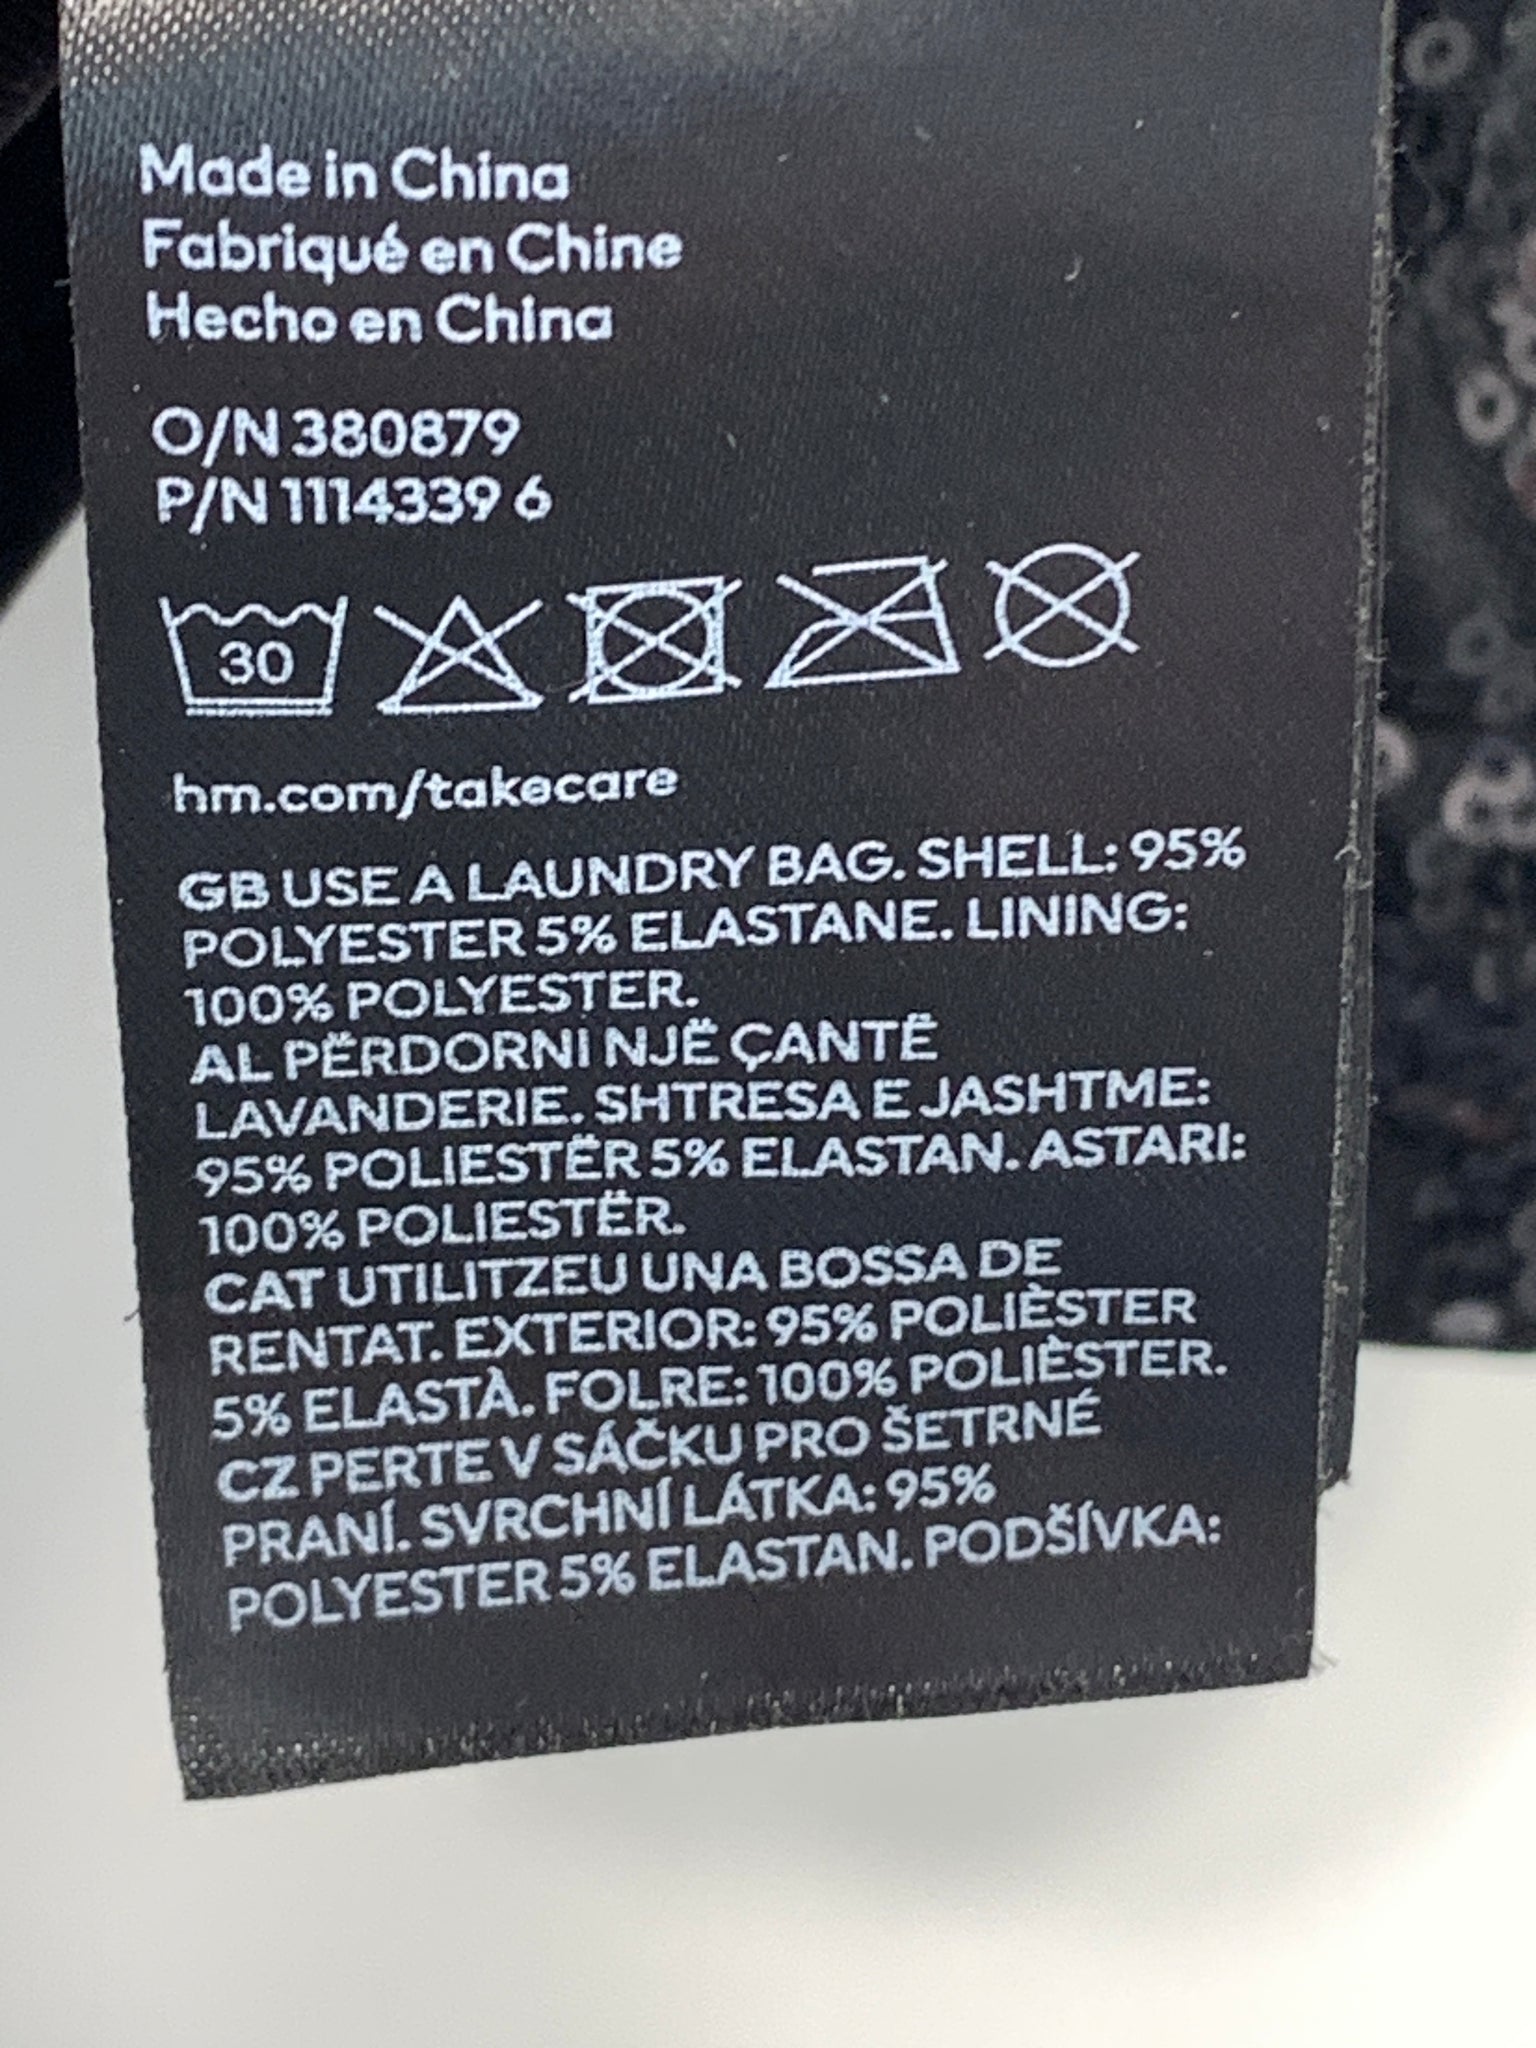 Made in China
Fabriqué en Chine
Hecho en China
O/N 380879
P/N 1114339 6
30
hm.com/takecare
GB USE A LAUNDRY BAG. SHELL: 95%
POLYESTER 5% ELASTANE. LINING:
100% POLYESTER.
AL PËRDORNI NJË ÇANTË
LAVANDERIE. SHTRESA E JASHTME:
95% POLIESTËR 5% ELASTAN. ASTARI:
100% POLIESTËR.
CAT UTILITZEU UNA BOSSA DE
RENTAT. EXTERIOR: 95% POLIÈSTER
5% ELASTÀ. FOLRE: 100% POLIÈSTER.
CZ PERTE V SÁČKU PRO ŠETRNÉ
PRANÍ. SVRCHNÍ LÁTKA: 95%
POLYESTER 5% ELASTAN. PODŠÍVKA: